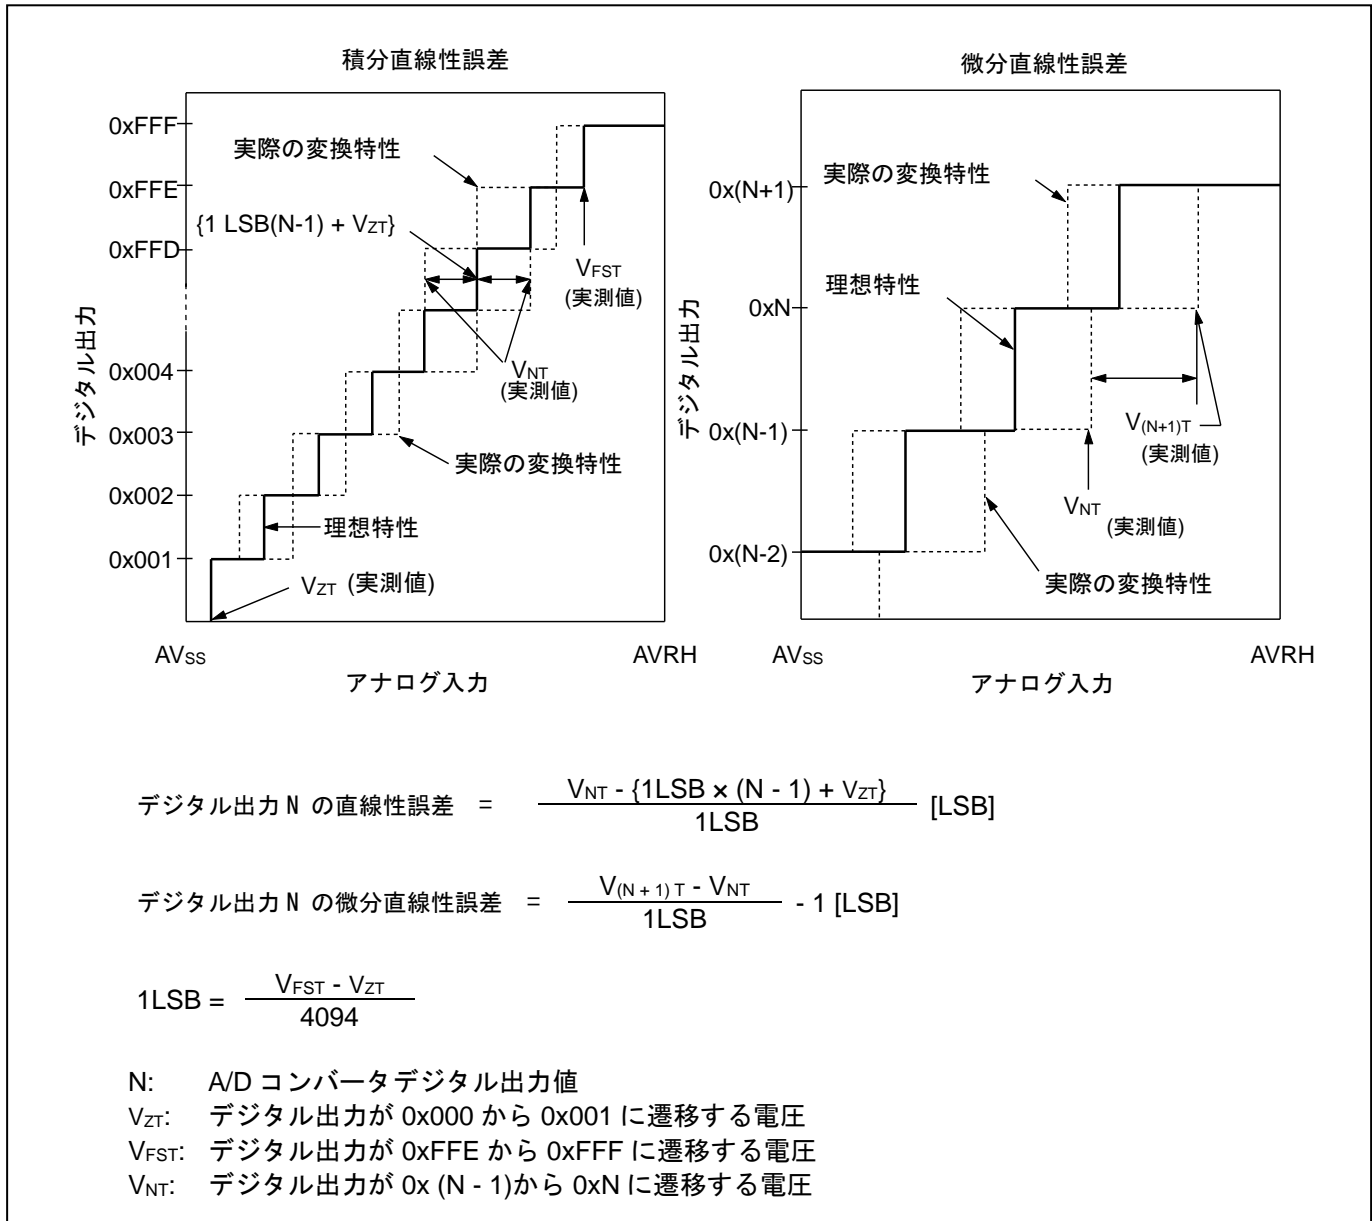 積分直線性誤差
0xFFF
0xFFE
0xFFD
0x004
0x003
0x002
0x001
デジタル出力
実際の変換特性
{1 LSB(N-1) + VZT}
VFST
(実測値)
VNT
(実測値)
実際の変換特性
理想特性
VZT (実測値)
AVSS
AVRH
アナログ入力
微分直線性誤差
0x(N+1)
0xN
0x(N-1)
0x(N-2)
デジタル出力
実際の変換特性
理想特性
V(N+1)T
(実測値)
VNT
(実測値)
実際の変換特性
AVSS
AVRH
アナログ入力
デジタル出力 N の直線性誤差 = VNT - {1LSB × (N - 1) + VZT}
1LSB
[LSB]
デジタル出力 N の微分直線性誤差 = V(N + 1) T - VNT
1LSB
- 1 [LSB]
1LSB = VFST - VZT
4094
N: A/D コンバータデジタル出力値
VZT: デジタル出力が 0x000 から 0x001 に遷移する電圧
VFST: デジタル出力が 0xFFE から 0xFFF に遷移する電圧
VNT: デジタル出力が 0x (N - 1)から 0xN に遷移する電圧